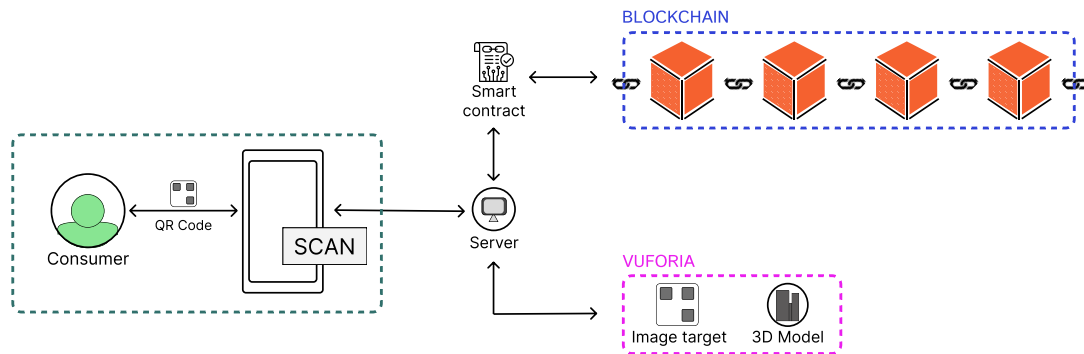 BLOCKCHAIN
Smart
contract
QR Code
SCAN
Consumer
Server
VUFORIA
Image target
3D Model